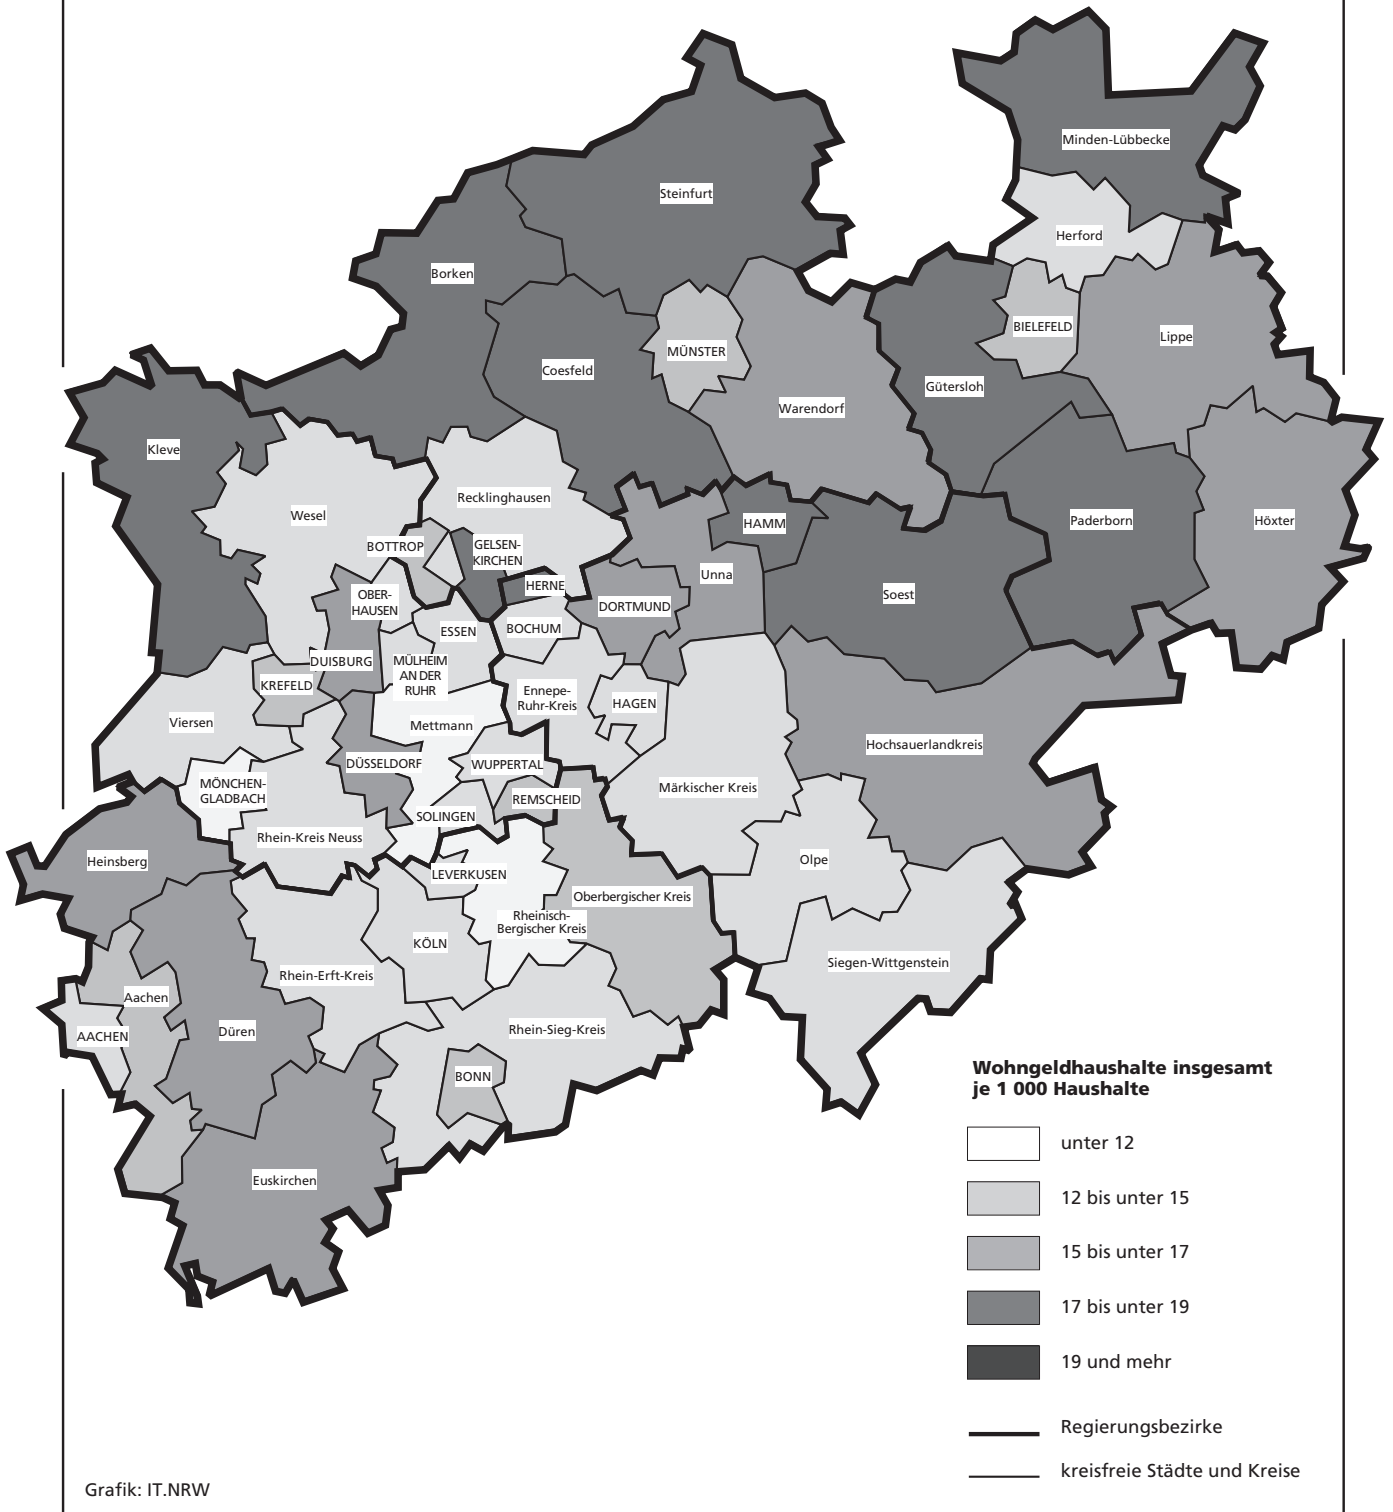 Minden-Lübbecke
Steinfurt
Herford
Borken
BIELEFELD
Lippe
MÜNSTER
Coesfeld
Gütersloh
Warendorf
Kleve
Recklinghausen
Wesel
HAMM
Paderborn
Höxter
BOTTROP
GELSEN-
KIRCHEN
Unna
HERNE
Soest
OBER-
HAUSEN
DORTMUND
ESSEN
BOCHUM
DUISBURG
MÜLHEIM
AN DER
RUHR
KREFELD
Ennepe-
Ruhr-Kreis
HAGEN
Viersen
Mettmann
Hochsauerlandkreis
DÜSSELDORF
WUPPERTAL
MÖNCHEN-
GLADBACH
Märkischer Kreis
REMSCHEID
SOLINGEN
Rhein-Kreis Neuss
Heinsberg
Olpe
LEVERKUSEN
Oberbergischer Kreis
Rheinisch-
Bergischer Kreis
KÖLN
Siegen-Wittgenstein
Rhein-Erft-Kreis
Aachen
AACHEN
Düren
Rhein-Sieg-Kreis
BONN
Euskirchen
Wohngeldhaushalte insgesamt
je 1 000 Haushalte
unter 12
12 bis unter 15
15 bis unter 17
17 bis unter 19
19 und mehr
Regierungsbezirke
kreisfreie Städte und Kreise
Grafik: IT.NRW